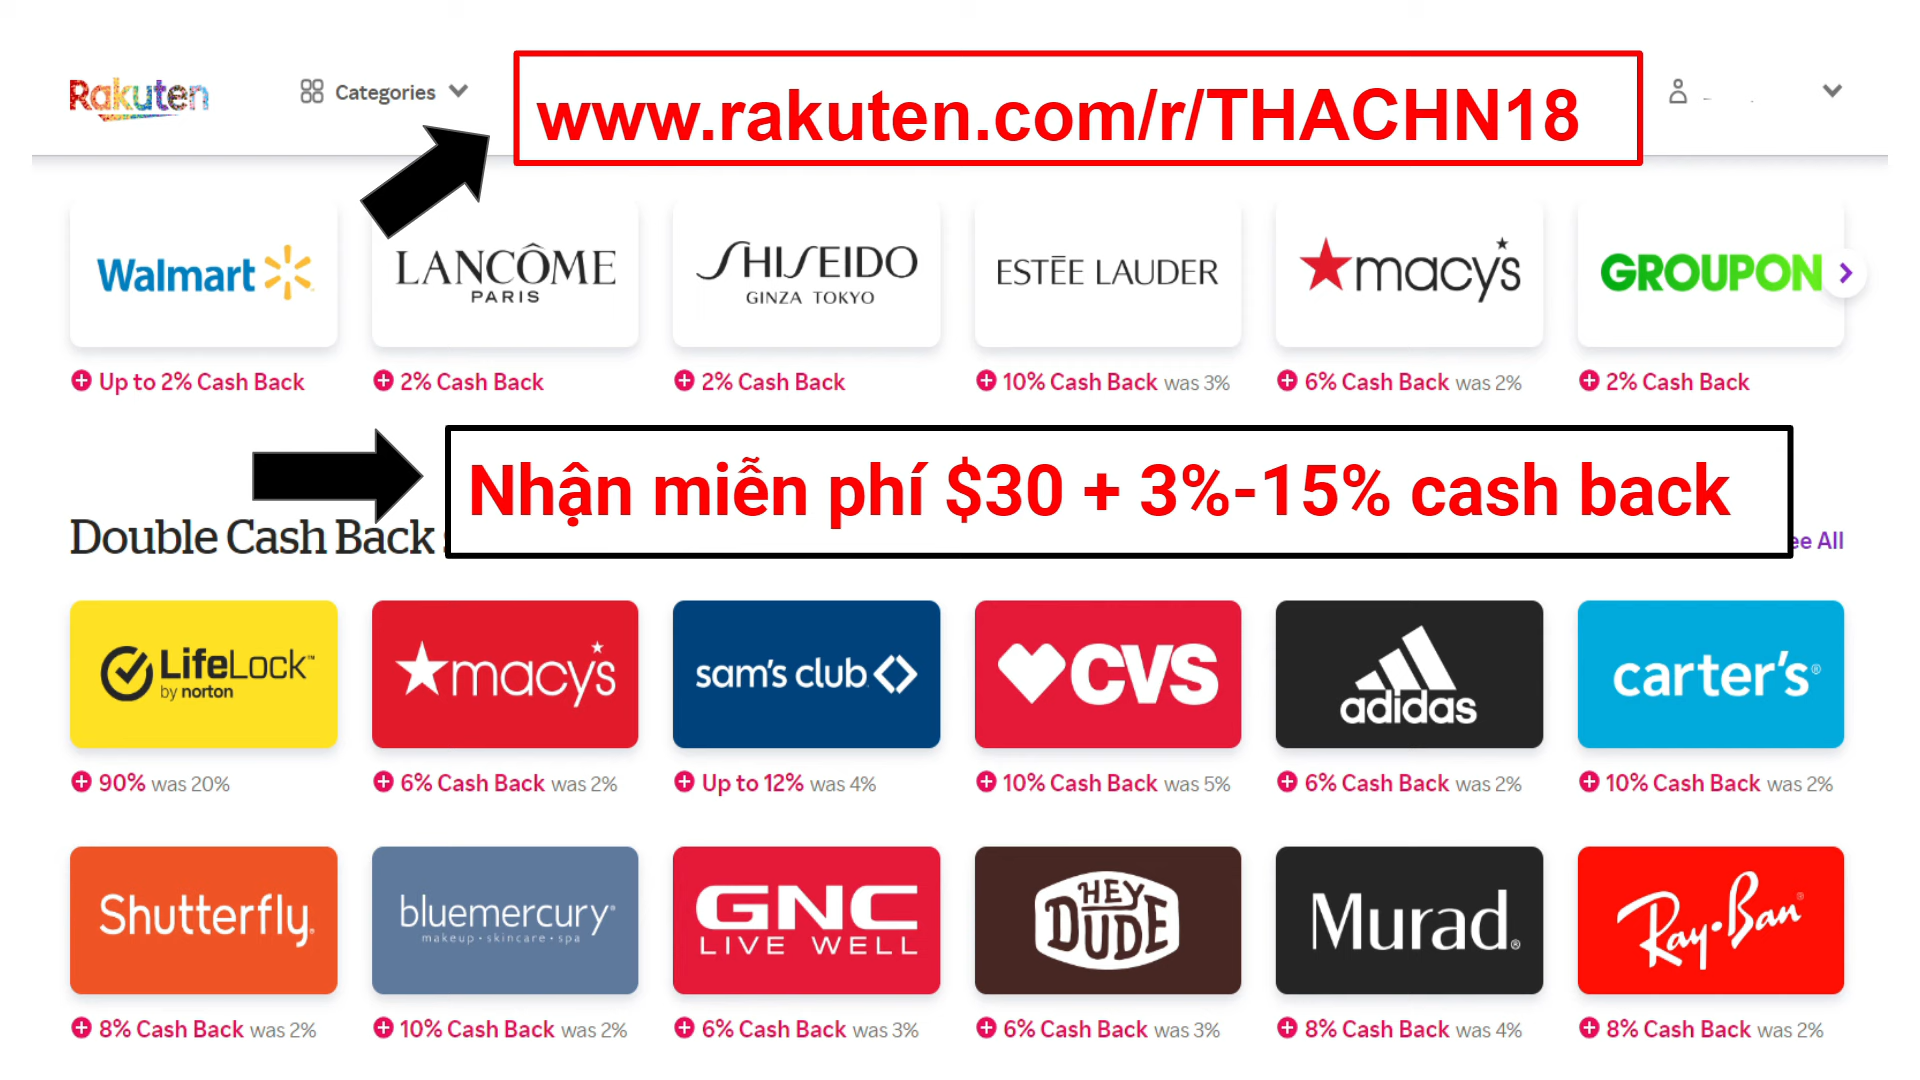 Rakuten
Categories
www.rakuten.com/r/THACHN18
Walmart
LANCÔME
PARIS
SHISEIDO
GINZA TOKYO
ESTĒE LAUDER
macy's
GROUPON
Up to 2% Cash Back
2% Cash Back
2% Cash Back
10% Cash Back was 3%
6% Cash Back was 2%
2% Cash Back
Nhận miễn phí $30 + 3%-15% cash back
Double Cash Back
ee All
LifeLock™
by norton
macy's
sam's club
CVS
adidas
carter's®
90% was 20%
6% Cash Back was 2%
Up to 12% was 4%
10% Cash Back was 5%
6% Cash Back was 2%
10% Cash Back was 2%
Shutterfly.
bluemercury
makeup • skincare • spa
GNC
LIVE WELL
HEY
DUDE
Murad.®
Ray-Ban
8% Cash Back was 2%
10% Cash Back was 2%
6% Cash Back was 3%
6% Cash Back was 3%
8% Cash Back was 4%
8% Cash Back was 2%